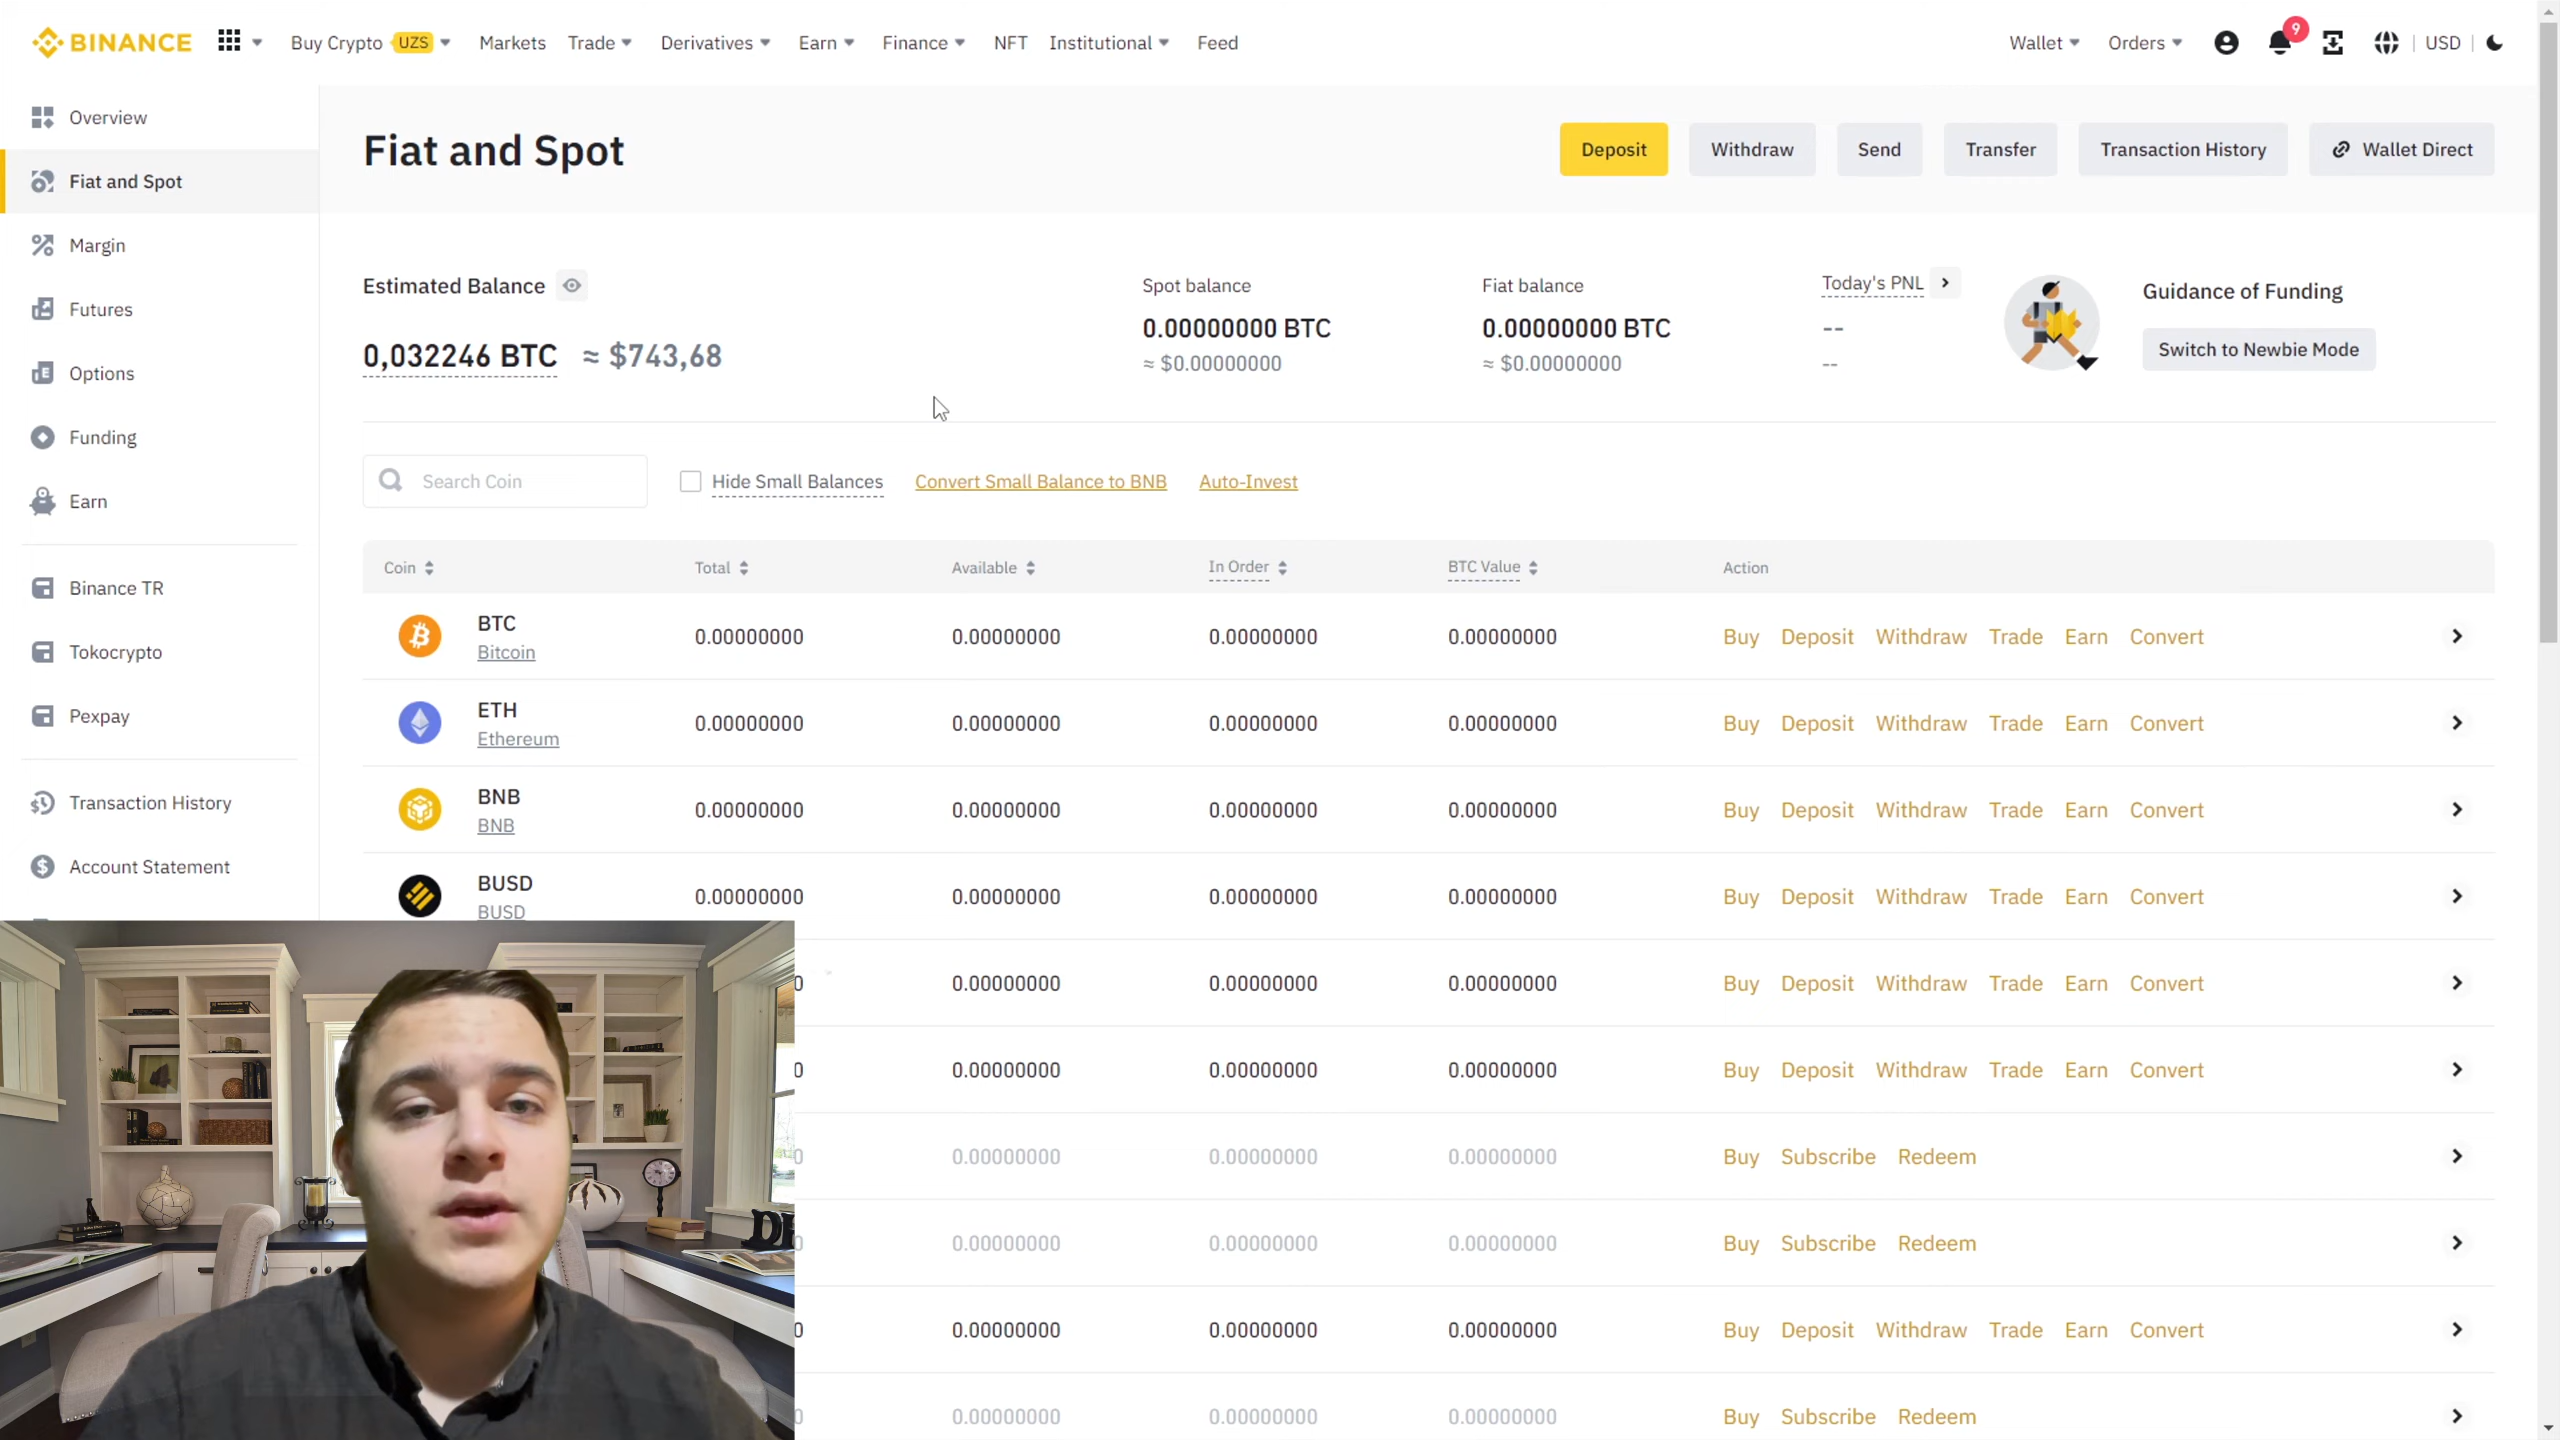 BINANCE Buy Crypto UZS Markets Trade Derivatives Earn Finance NFT Institutional Feed Wallet Orders 9 USD
Overview
Fiat and Spot
Margin
Futures
Options
Funding
Earn
Binance TR
Tokocrypto
Pexpay
Transaction History
Account Statement
Fiat and Spot Deposit Withdraw Send Transfer Transaction History Wallet Direct
Estimated Balance Spot balance Fiat balance Today's PNL Guidance of Funding
0,032246 BTC ≈ $743,68 0.00000000 BTC 0.00000000 BTC -- Switch to Newbie Mode
≈ $0.00000000 ≈ $0.00000000 --
Search Coin Hide Small Balances Convert Small Balance to BNB Auto-Invest
Coin Total Available In Order BTC Value Action
BTC
Bitcoin
0.00000000 0.00000000 0.00000000 0.00000000 Buy Deposit Withdraw Trade Earn Convert
ETH
Ethereum
0.00000000 0.00000000 0.00000000 0.00000000 Buy Deposit Withdraw Trade Earn Convert
BNB
BNB
0.00000000 0.00000000 0.00000000 0.00000000 Buy Deposit Withdraw Trade Earn Convert
BUSD
BUSD
0.00000000 0.00000000 0.00000000 0.00000000 Buy Deposit Withdraw Trade Earn Convert
0 0.00000000 0.00000000 0.00000000 Buy Deposit Withdraw Trade Earn Convert
0 0.00000000 0.00000000 0.00000000 Buy Deposit Withdraw Trade Earn Convert
0 0.00000000 0.00000000 0.00000000 Buy Subscribe Redeem
0 0.00000000 0.00000000 0.00000000 Buy Subscribe Redeem
0 0.00000000 0.00000000 0.00000000 Buy Deposit Withdraw Trade Earn Convert
0 0.00000000 0.00000000 0.00000000 Buy Subscribe Redeem